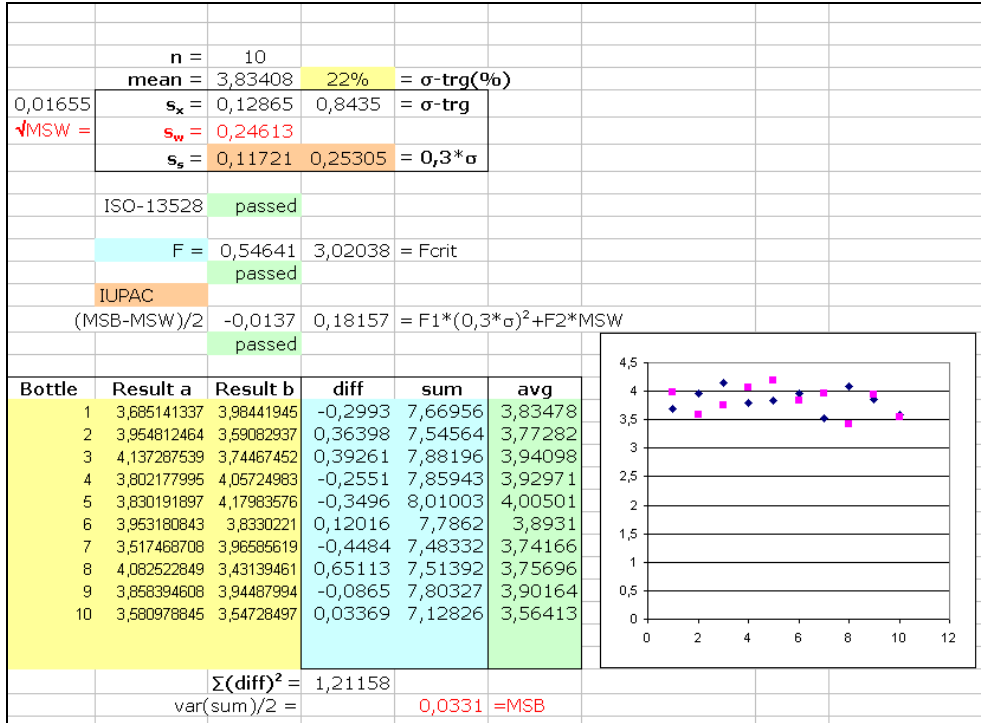 n = 10
mean = 3,83408 22% = σ-trg(%)
0,01655 sx = 0,12865 0,8435 = σ-trg
√MSW = sw = 0,24613
ss = 0,11721 0,25305 = 0,3*σ
ISO-13528 passed
F = 0,54641 3,02038 = Fcrit
passed
IUPAC
(MSB-MSW)/2 -0,0137 0,18157 = F1*(0,3*σ)²+F2*MSW
passed
Bottle Result a Result b diff sum avg
1 3,685141337 3,98441945 -0,2993 7,66956 3,83478
2 3,954812464 3,59082937 0,36398 7,54564 3,77282
3 4,137287539 3,74467452 0,39261 7,88196 3,94098
4 3,802177995 4,05724983 -0,2551 7,85943 3,92971
5 3,830191897 4,17983576 -0,3496 8,01003 4,00501
6 3,953180843 3,8330221 0,12016 7,7862 3,8931
7 3,517468708 3,96585619 -0,4484 7,48332 3,74166
8 4,082522849 3,43139461 0,65113 7,51392 3,75696
9 3,858394608 3,94487994 -0,0865 7,80327 3,90164
10 3,580978845 3,54728497 0,03369 7,12826 3,56413
Σ(diff)² = 1,21158
var(sum)/2 = 0,0331 =MSB
4,5
4
3,5
3
2,5
2
1,5
1
0,5
0
0 2 4 6 8 10 12